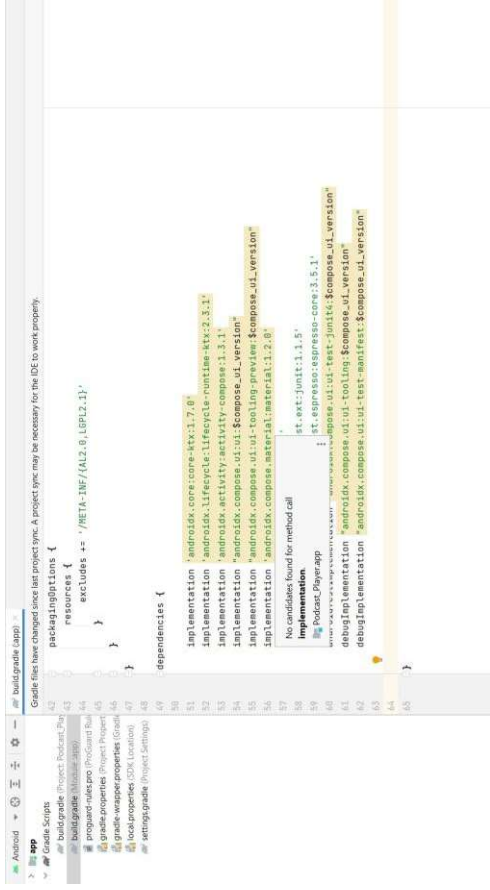 Android
app
Gradle Scripts
build.gradle (Project: Podcast_Play
build.gradle (Module :app)
proguard-rules.pro (ProGuard Rul
gradle.properties (Project Propert
gradle-wrapper.properties (Gradle
local.properties (SDK Location)
settings.gradle (Project Settings)
build.gradle (:app)
Gradle files have changed since last project sync. A project sync may be necessary for the IDE to work properly.
42 packagingOptions {
43 resources {
44 excludes += '/META-INF/{AL2.0,LGPL2.1}'
45 }
46 }
47 }
48
49 dependencies {
50
51 implementation 'androidx.core:core-ktx:1.7.0'
52 implementation 'androidx.lifecycle:lifecycle-runtime-ktx:2.3.1'
53 implementation 'androidx.activity:activity-compose:1.3.1'
54 implementation "androidx.compose.ui:ui:$compose_ui_version"
55 implementation "androidx.compose.ui:ui-tooling-preview:$compose_ui_version"
56 implementation 'androidx.compose.material:material:1.2.0'
57 '
58 st.ext:junit:1.1.5'
59 st.espresso:espresso-core:3.5.1'
60 androidTestImplementation "androidx.compose.ui:ui-test-junit4:$compose_ui_version"
61 debugImplementation "androidx.compose.ui:ui-tooling:$compose_ui_version"
62 debugImplementation "androidx.compose.ui:ui-test-manifest:$compose_ui_version"
63
64
65 }
No candidates found for method call
implementation.
Podcast_Player.app